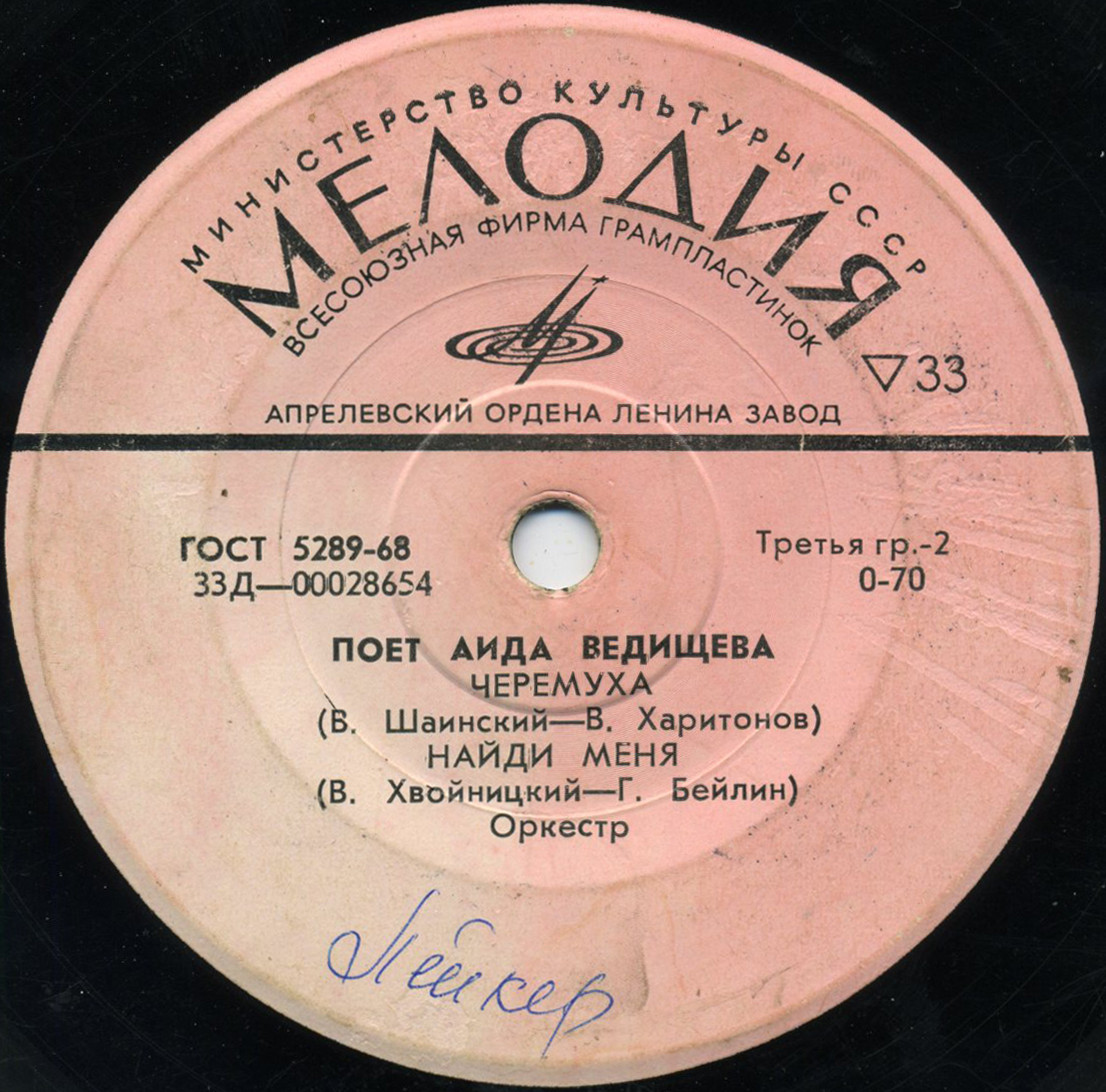 МИНИСТЕРСТВО КУЛЬТУРЫ СССР
МЕЛОДИЯ
ВСЕСОЮЗНАЯ ФИРМА ГРАМПЛАСТИНОК
33
АПРЕЛЕВСКИЙ ОРДЕНА ЛЕНИНА ЗАВОД
ГОСТ 5289-68
Третья гр.-2
33Д—00028654
0-70
ПОЕТ АИДА ВЕДИЩЕВА
ЧЕРЕМУХА
(В. Шаинский—В. Харитонов)
НАЙДИ МЕНЯ
(В. Хвойницкий—Г. Бейлин)
Оркестр